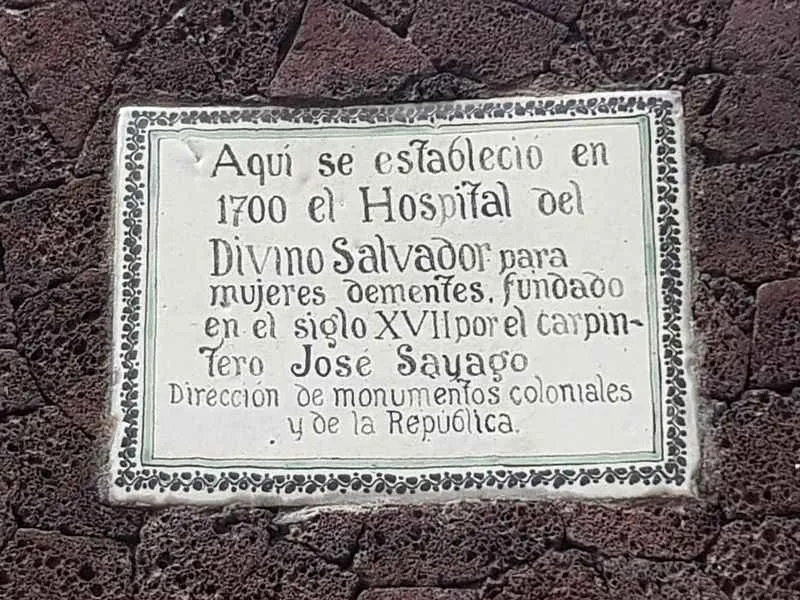 Aquí se estableció en
1700 el Hospital del
Divino Salvador para
mujeres dementes, fundado
en el siglo XVII por el carpin-
tero José Sayago
Dirección de monumentos coloniales
y de la República.